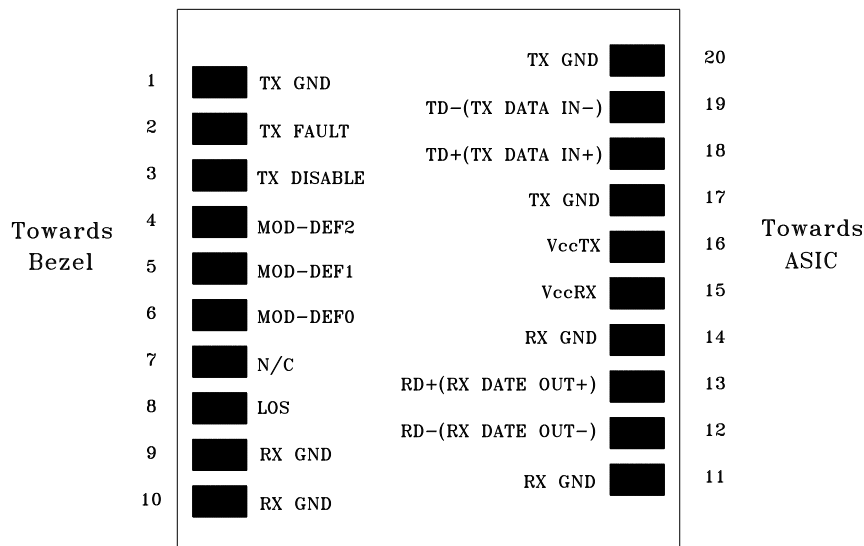 1 TX GND
2 TX FAULT
3 TX DISABLE
4 MOD-DEF2
5 MOD-DEF1
6 MOD-DEF0
7 N/C
8 LOS
9 RX GND
10 RX GND
Towards
Bezel
TX GND 20
TD-(TX DATA IN-) 19
TD+(TX DATA IN+) 18
TX GND 17
VccTX 16
VccRX 15
RX GND 14
RD+(RX DATE OUT+) 13
RD-(RX DATE OUT-) 12
RX GND 11
Towards
ASIC